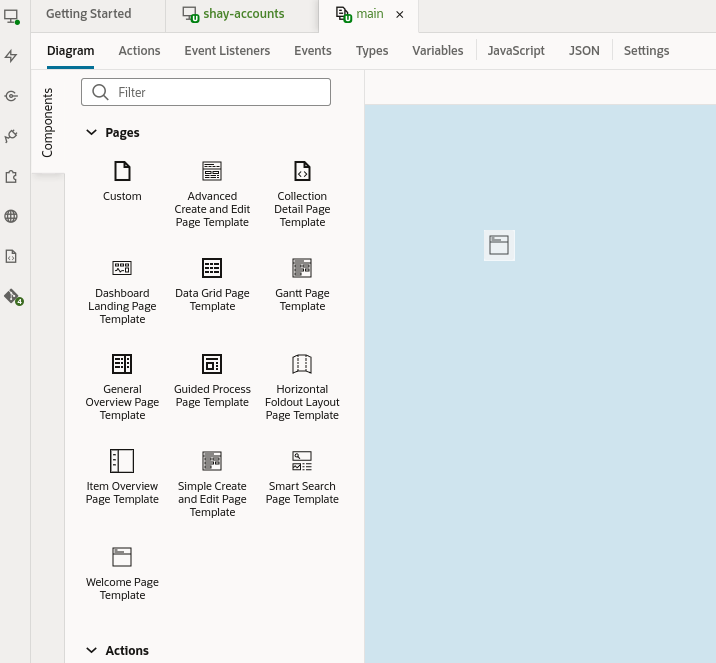 Getting Started
shay-accounts
main
Diagram
Actions
Event Listeners
Events
Types
Variables
JavaScript
JSON
Settings
Components
Filter
Pages
Custom
Advanced
Create and Edit
Page Template
Collection
Detail Page
Template
Dashboard
Landing Page
Template
Data Grid Page
Template
Gantt Page
Template
General
Overview Page
Template
Guided Process
Page Template
Horizontal
Foldout Layout
Page Template
Item Overview
Page Template
Simple Create
and Edit Page
Template
Smart Search
Page Template
Welcome Page
Template
Actions
U
U
4